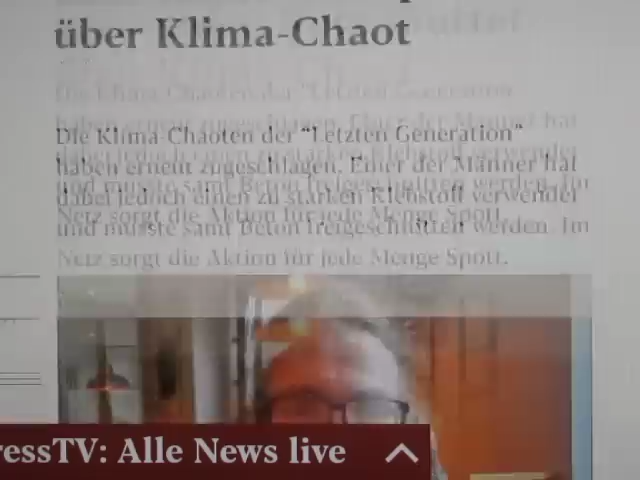 über Klima-Chaot
Die Klima-Chaoten der "Letzten Generation"
haben erneut zugeschlagen. Einer der Männer hat
dabei jedoch einen zu starken Klebstoff verwendet
und musste samt Beton freigeschnitten werden. Im
Netz sorgt die Aktion für jede Menge Spott.
ressTV: Alle News live